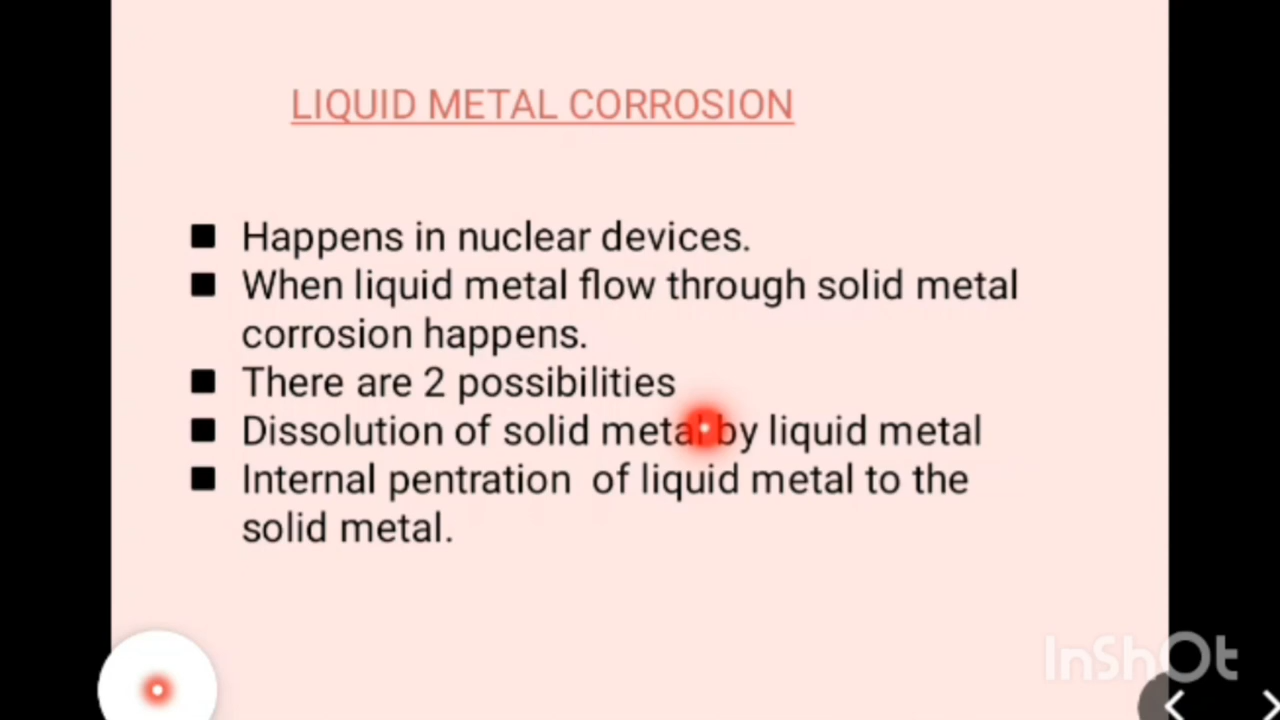 LIQUID METAL CORROSION
■ Happens in nuclear devices.
■ When liquid metal flow through solid metal
corrosion happens.
■ There are 2 possibilities
■ Dissolution of solid metal by liquid metal
■ Internal pentration of liquid metal to the
solid metal.
InShOt